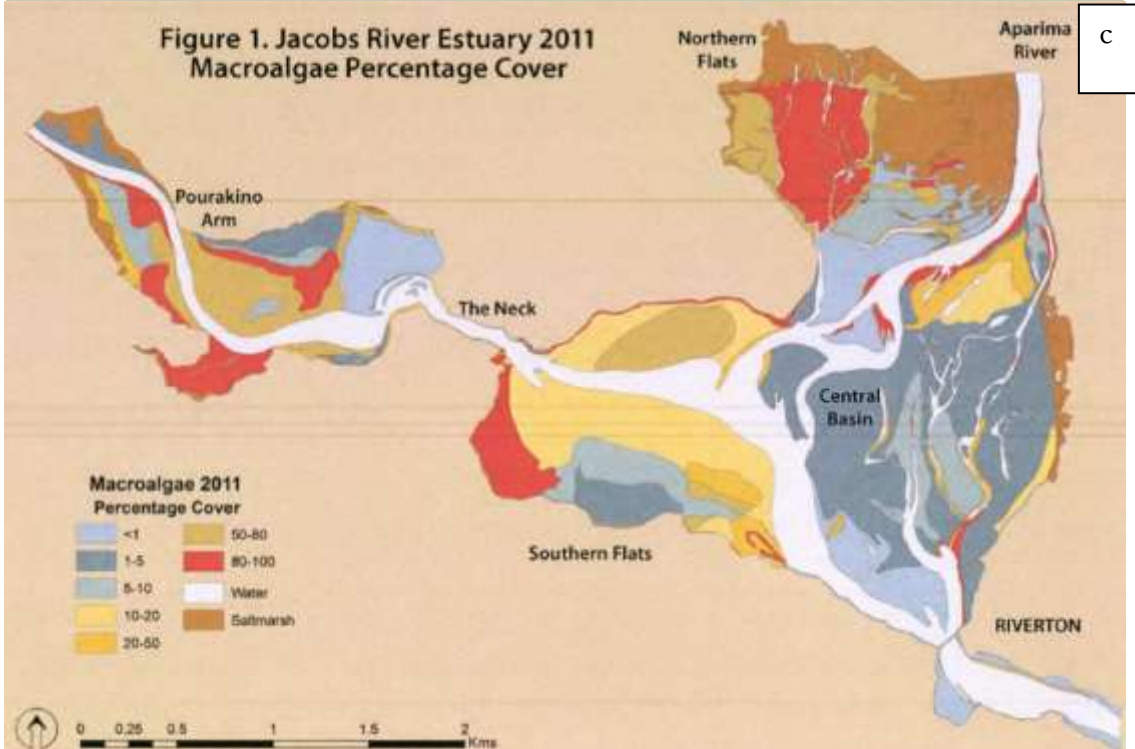 Figure 1. Jacobs River Estuary 2011
Macroalgae Percentage Cover
Northern
Flats
Aparima
River
c
Pourakino
Arm
The Neck
Central
Basin
Macroalgae 2011
Percentage Cover
<1
1-5
5-10
10-20
20-50
50-80
80-100
Water
Saltmarsh
Southern Flats
RIVERTON
0 0.25 0.5 1 1.5 2
Kms